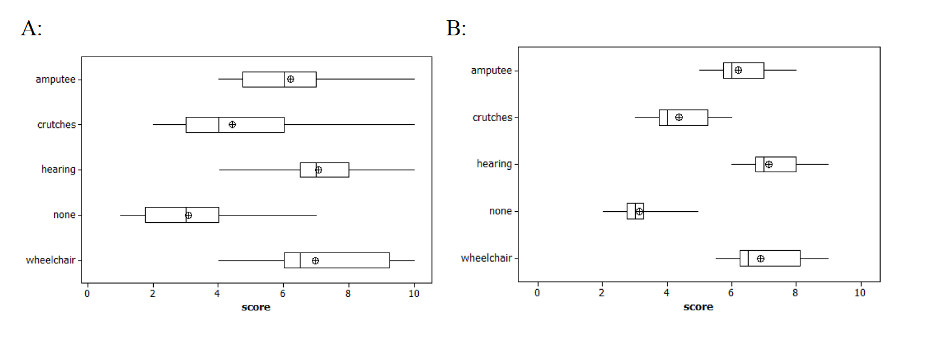 A:
amputee
crutches
hearing
none
wheelchair
0 2 4 6 8 10
score
B:
amputee
crutches
hearing
none
wheelchair
0 2 4 6 8 10
score